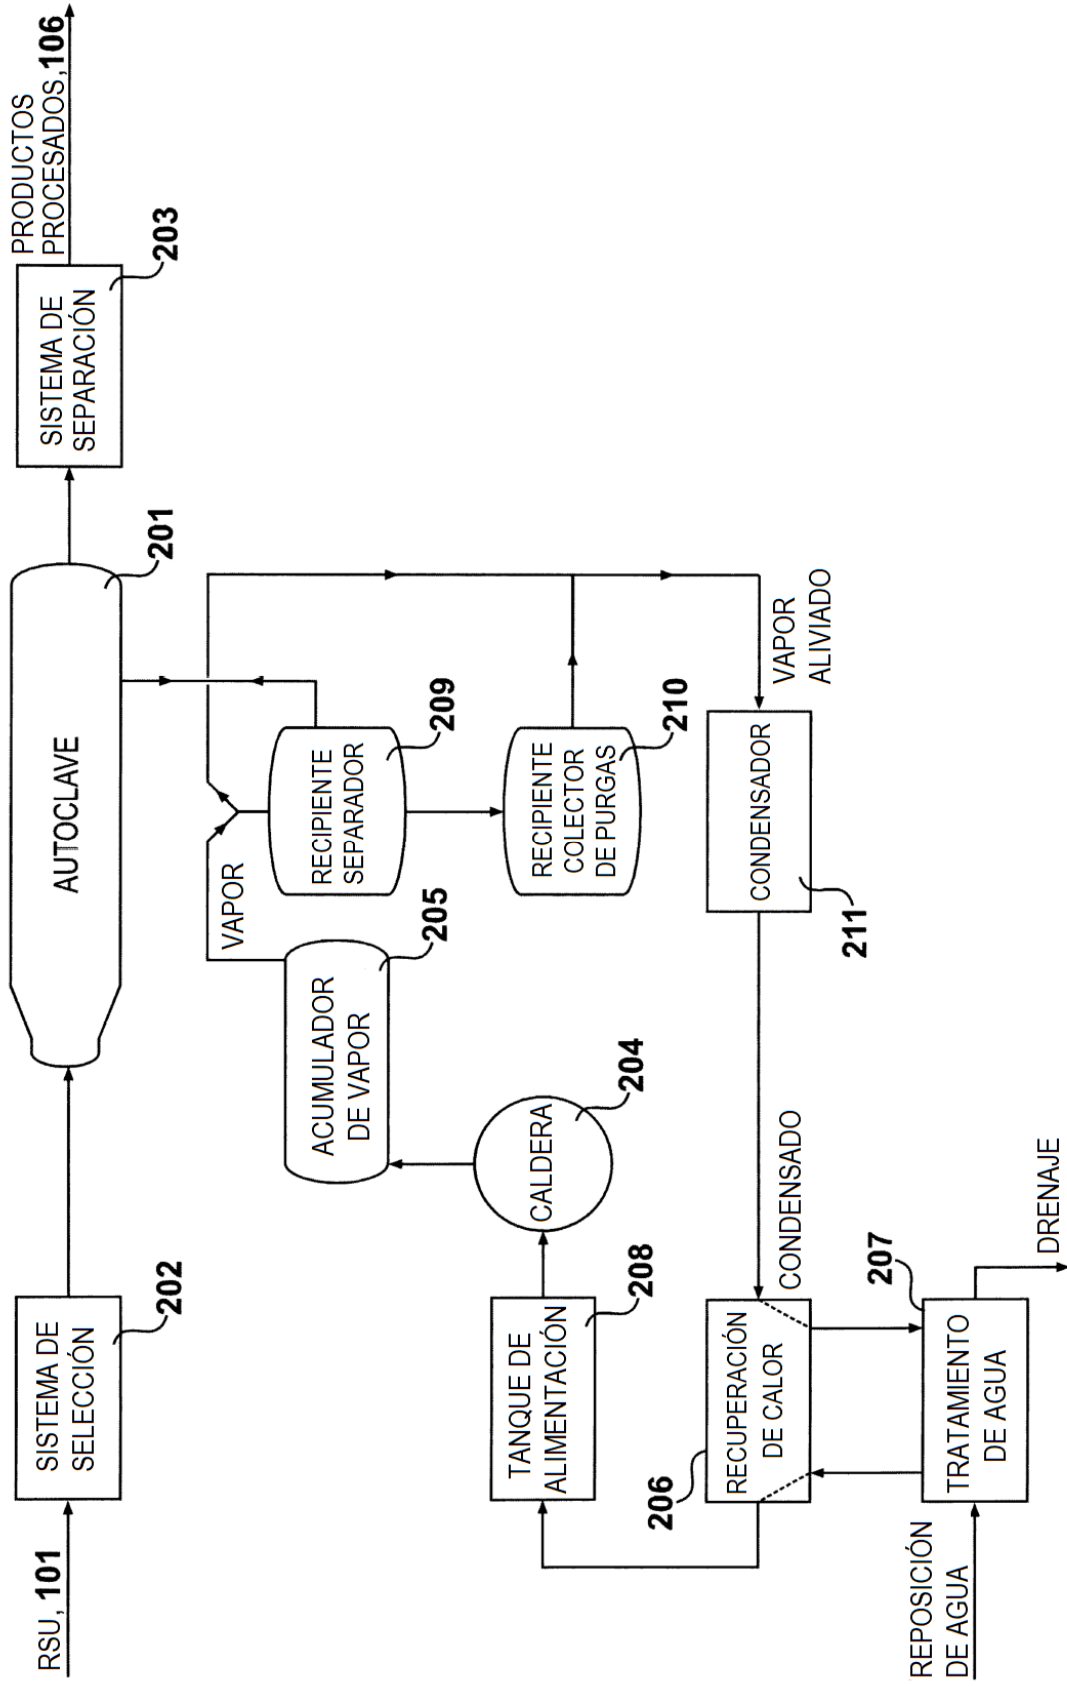 RSU, 101
SISTEMA DE
SELECCIÓN
202
AUTOCLAVE
201
SISTEMA DE
SEPARACIÓN
203
PRODUCTOS
PROCESADOS, 106
VAPOR
ACUMULADOR
DE VAPOR
205
RECIPIENTE
SEPARADOR
209
CALDERA
204
TANQUE DE
ALIMENTACIÓN
208
RECIPIENTE
COLECTOR
DE PURGAS
210
VAPOR
ALIVIADO
CONDENSADOR
211
CONDENSADO
RECUPERACIÓN
DE CALOR
206
207
TRATAMIENTO
DE AGUA
REPOSICIÓN
DE AGUA
DRENAJE